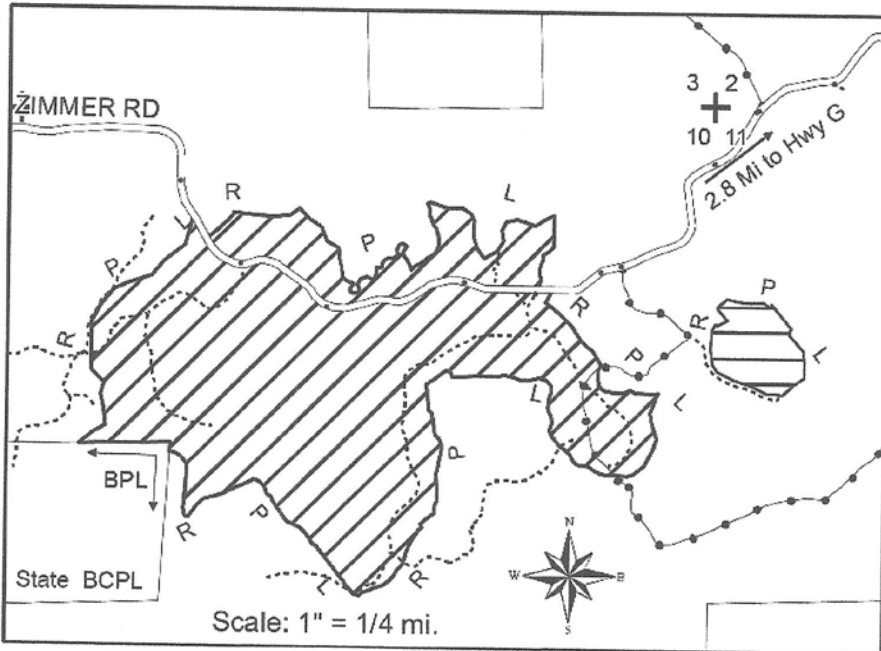 3 2
ZIMMER RD
10 11
2.8 Mi to Hwy G
R
L
L
P
P
P
R
R
R
P
L
L
L
P
BPL
R
P
L
R
N
W E
S
State BCPL
Scale: 1" = 1/4 mi.